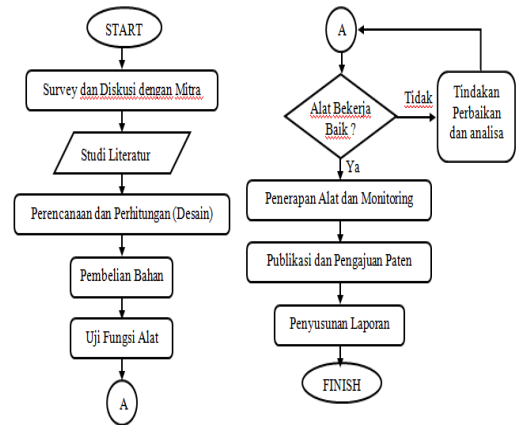 START
Survey dan Diskusi dengan Mitra
Studi Literatur
Perencanaan dan Perhitungan (Desain)
Pembelian Bahan
Uji Fungsi Alat
A
A
Alat Bekerja
Baik ?
Tidak
Tindakan
Perbaikan
dan analisa
Ya
Penerapan Alat dan Monitoring
Publikasi dan Pengajuan Paten
Penyusunan Laporan
FINISH